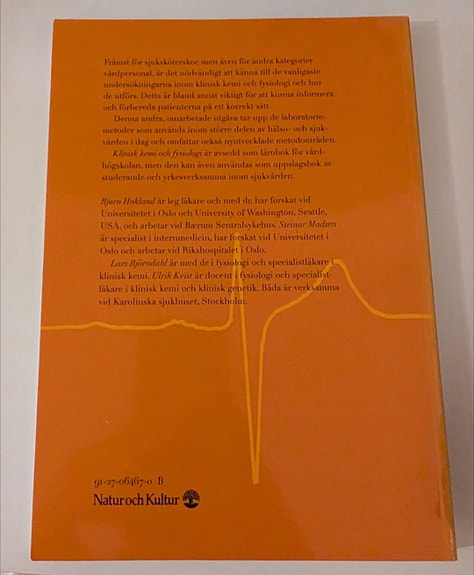 Främst för sjuksköterskor, men även för andra kategorier
vårdpersonal, är det nödvändigt att känna till de vanligaste
undersökningarna inom klinisk kemi och fysiologi och hur
de utförs. Detta är bland annat viktigt för att kunna informera
och förbereda patienterna på ett korrekt sätt.
Denna andra, omarbetade utgåva tar upp de laboratorie-
metoder som används inom större delen av hälso- och sjuk-
vården i dag och omfattar också nyutvecklade metodområden.
Klinisk kemi och fysiologi är avsedd som lärobok för vård-
högskolan, men den kan även användas som uppslagsbok av
studerande och yrkesverksamma inom sjukvården.
Bjørn Hokland är leg läkare och med dr, har forskat vid
Universitetet i Oslo och University of Washington, Seattle,
USA, och arbetar vid Bærum Sentralsykehus. Steinar Madsen
är specialist i internmedicin, har forskat vid Universitetet i
Oslo och arbetar vid Rikshospitalet i Oslo.
Lars Björndahl är med dr i fysiologi och specialistläkare i
klinisk kemi. Ulrik Kvist är docent i fysiologi och specialist-
läkare i klinisk kemi och klinisk genetik. Båda är verksamma
vid Karolinska sjukhuset, Stockholm.
91-27-06467-0 B
Natur och Kultur